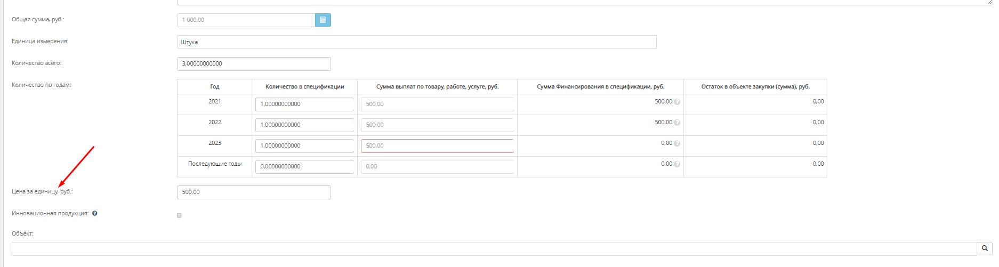 Общая сумма, руб.: 1 000,00
Единица измерения: Штука
Количество всего: 3,00000000000
Количество по годам:
Год Количество в спецификации Сумма выплат по товару, работе, услуге, руб. Сумма Финансирования в спецификации, руб. Остаток в объекте закупки (сумма), руб.
2021 1,00000000000 500,00 500,00 ? 0,00
2022 1,00000000000 500,00 500,00 ? 0,00
2023 1,00000000000 500,00 0,00 ? 0,00
Последующие годы 0,00000000000 0,00 0,00 ? 0,00
Цена за единицу, руб.: 500,00
Инновационная продукция: ?
Объект: